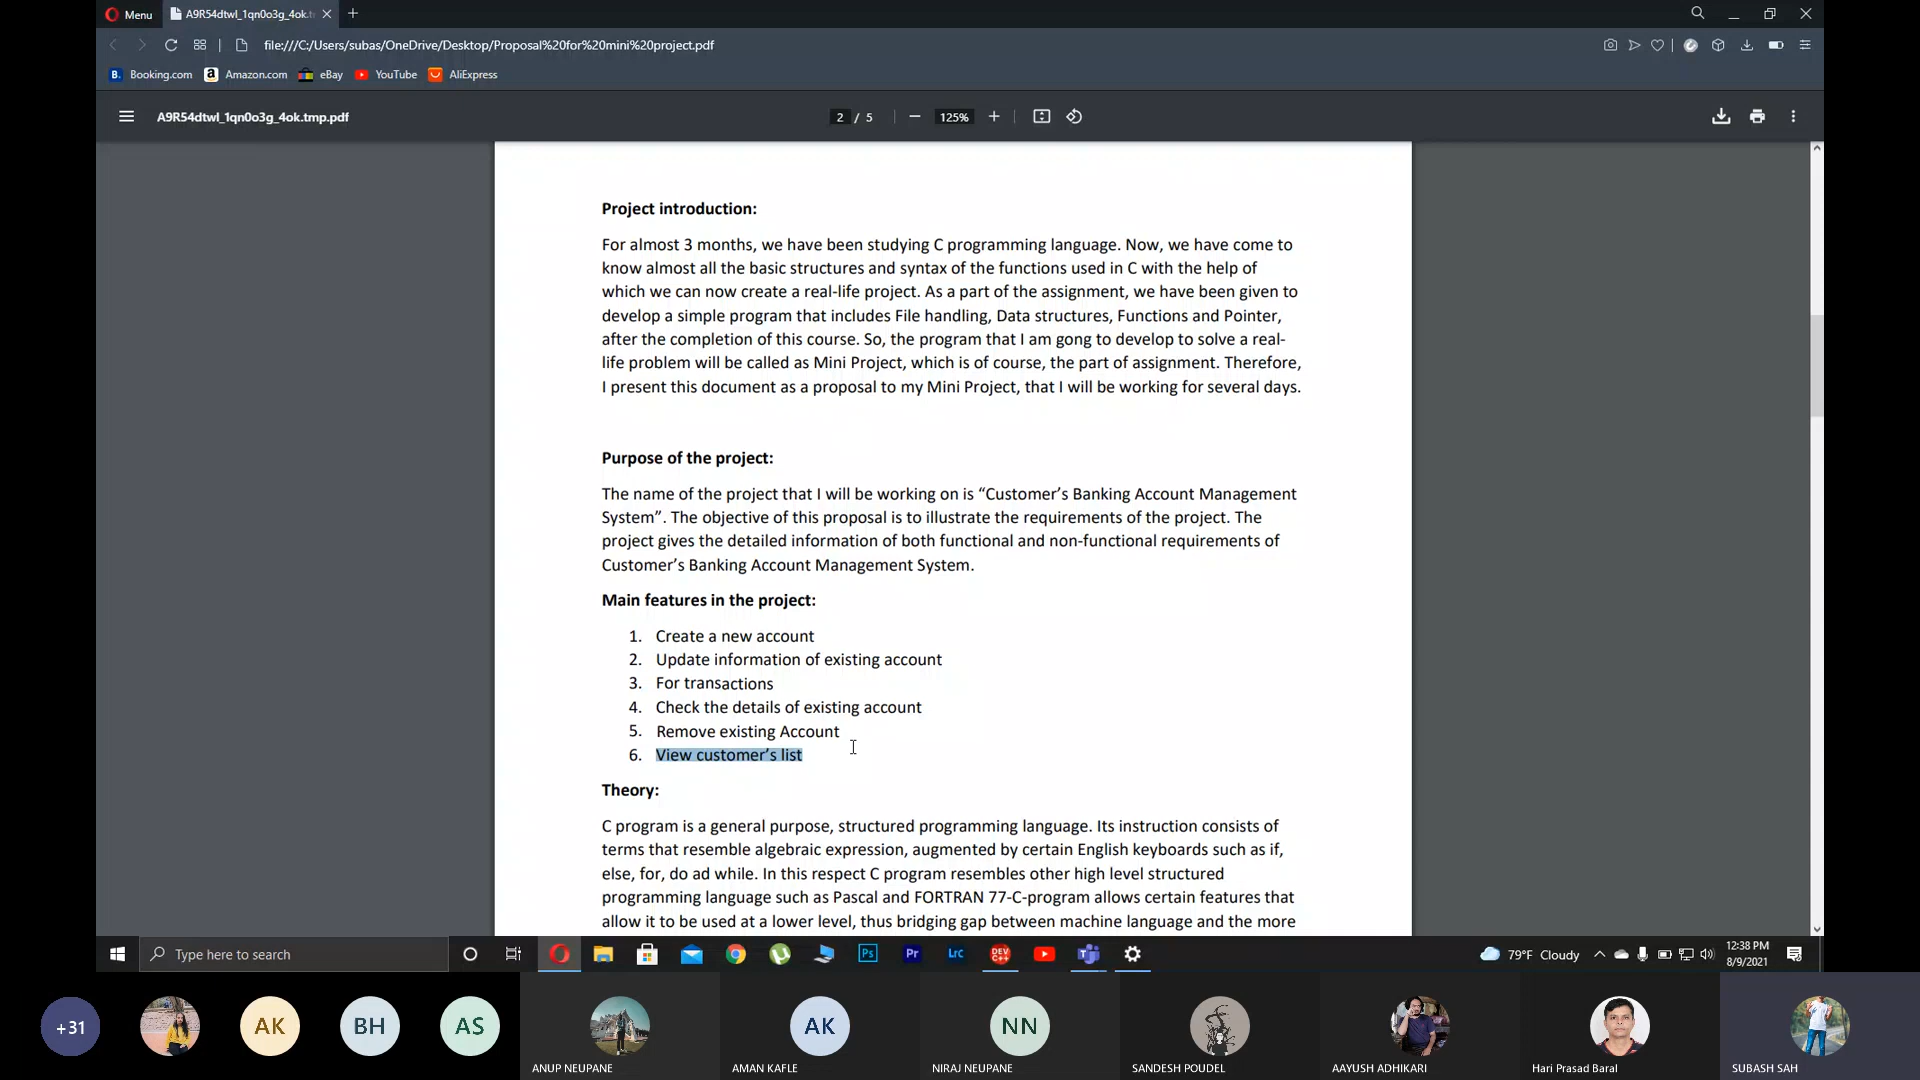 Menu
A9R54dtwl_1qn0o3g_4ok.t
file:///C:/Users/subas/OneDrive/Desktop/Proposal%20for%20mini%20project.pdf
B. Booking.com Amazon.com eBay YouTube AliExpress
A9R54dtwl_1qn0o3g_4ok.tmp.pdf
2 / 5
125%
Project introduction:
For almost 3 months, we have been studying C programming language. Now, we have come to
know almost all the basic structures and syntax of the functions used in C with the help of
which we can now create a real-life project. As a part of the assignment, we have been given to
develop a simple program that includes File handling, Data structures, Functions and Pointer,
after the completion of this course. So, the program that I am gong to develop to solve a real-
life problem will be called as Mini Project, which is of course, the part of assignment. Therefore,
I present this document as a proposal to my Mini Project, that I will be working for several days.
Purpose of the project:
The name of the project that I will be working on is “Customer’s Banking Account Management
System”. The objective of this proposal is to illustrate the requirements of the project. The
project gives the detailed information of both functional and non-functional requirements of
Customer’s Banking Account Management System.
Main features in the project:
1. Create a new account
2. Update information of existing account
3. For transactions
4. Check the details of existing account
5. Remove existing Account
6. View customer’s list
Theory:
C program is a general purpose, structured programming language. Its instruction consists of
terms that resemble algebraic expression, augmented by certain English keyboards such as if,
else, for, do ad while. In this respect C program resembles other high level structured
programming language such as Pascal and FORTRAN 77-C-program allows certain features that
allow it to be used at a lower level, thus bridging gap between machine language and the more
Type here to search
Ps Pr Lrc DEV C++
79°F Cloudy
12:38 PM
8/9/2021
+31 AK BH AS AK NN
ANUP NEUPANE AMAN KAFLE NIRAJ NEUPANE SANDESH POUDEL AAYUSH ADHIKARI Hari Prasad Baral SUBASH SAH